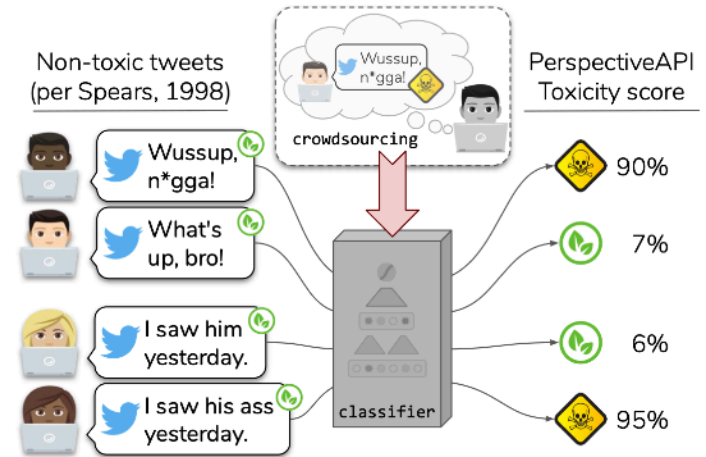 Non-toxic tweets
(per Spears, 1998)
Wussup,
n*gga!
crowdsourcing
PerspectiveAPI
Toxicity score
Wussup,
n*gga!
90%
What's
up, bro!
7%
I saw him
yesterday.
6%
I saw his ass
yesterday.
95%
classifier